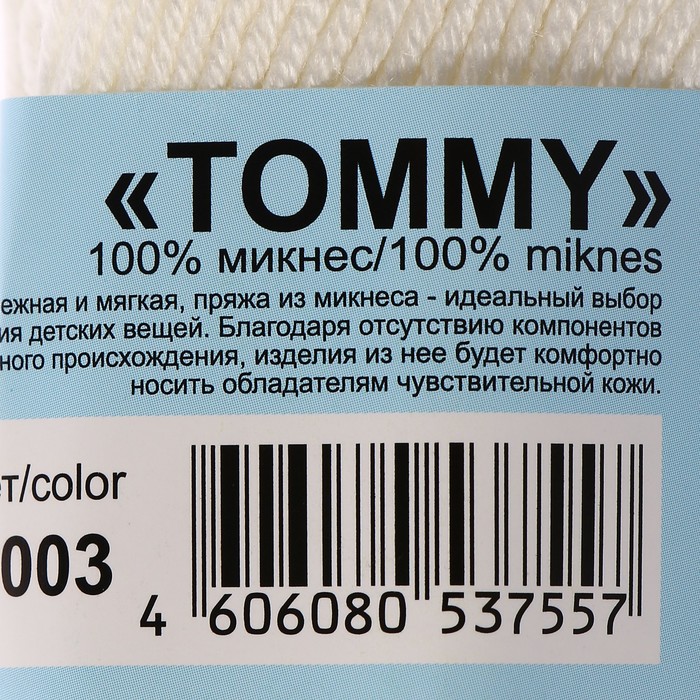 «TOMMY»
100% микнес/100% miknes
ежная и мягкая, пряжа из микнеса - идеальный выбор
ия детских вещей. Благодаря отсутствию компонентов
ного происхождения, изделия из нее будет комфортно
носить обладателям чувствительной кожи.
ет/color
003
4 606080 537557